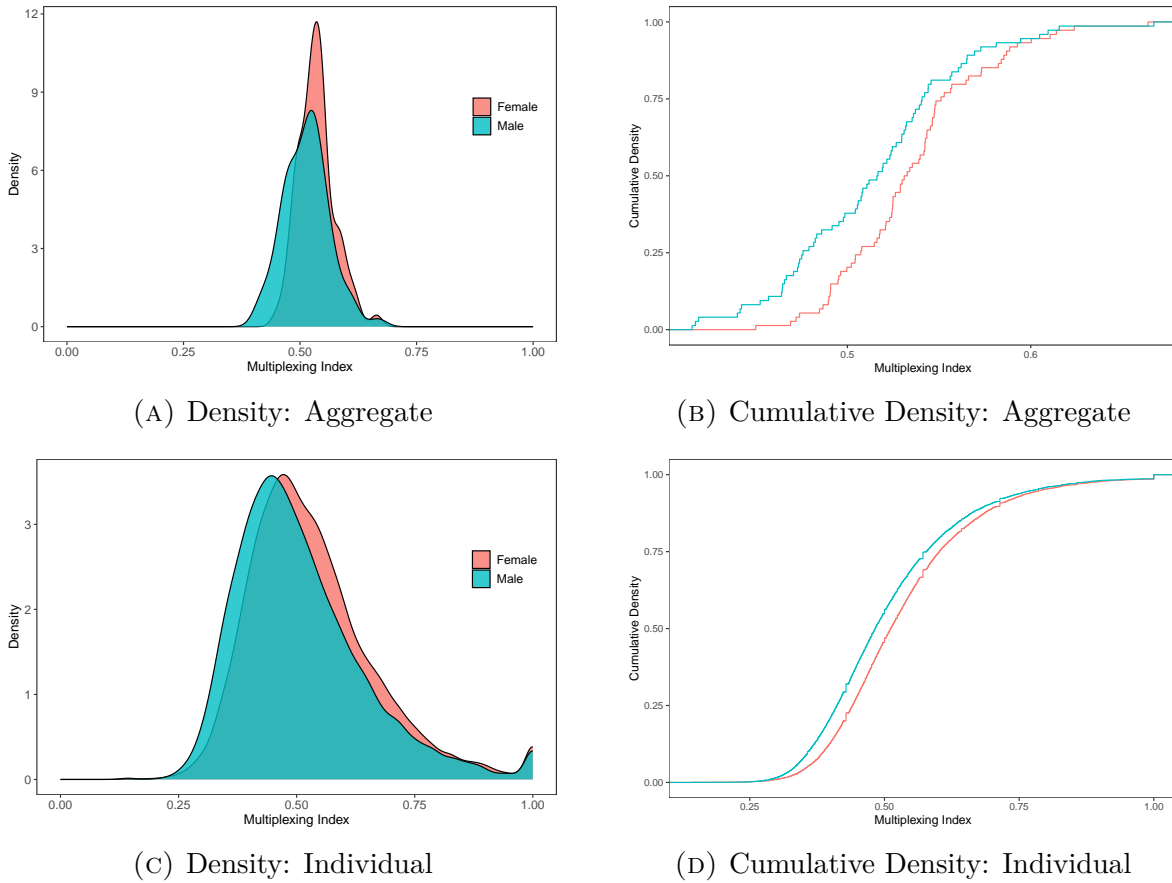 12
9
6
3
0
Density
Female
Male
0.00 0.25 0.50 0.75 1.00
Multiplexing Index
(A) Density: Aggregate
1.00
0.75
0.50
0.25
0.00
Cumulative Density
0.5 0.6
Multiplexing Index
(B) Cumulative Density: Aggregate
3
2
1
0
Density
Female
Male
0.00 0.25 0.50 0.75 1.00
Multiplexing Index
(C) Density: Individual
1.00
0.75
0.50
0.25
0.00
Cumulative Density
0.25 0.50 0.75 1.00
Multiplexing Index
(D) Cumulative Density: Individual